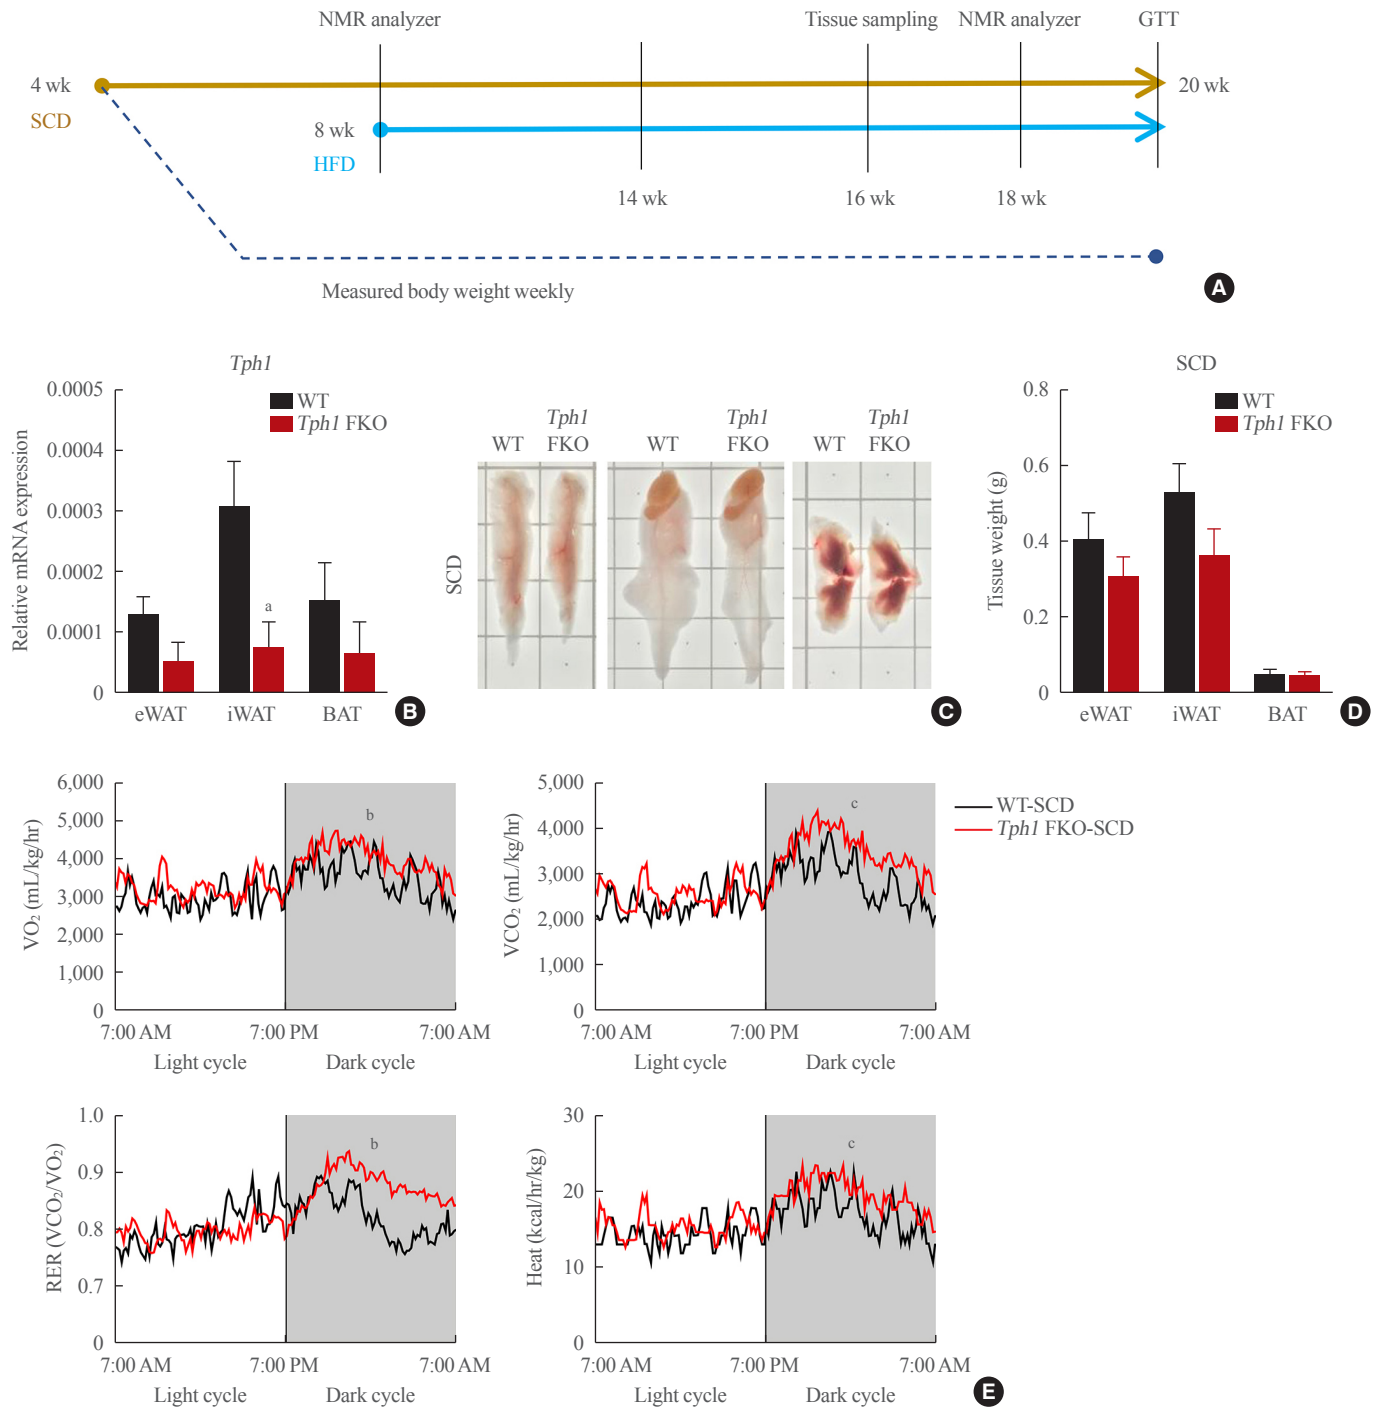 NMR analyzer
Tissue sampling
NMR analyzer
GTT
4 wk
20 wk
SCD
8 wk
HFD
14 wk
16 wk
18 wk
Measured body weight weekly
A
Tph1
Relative mRNA expression
0.0005
0.0004
0.0003
0.0002
0.0001
0
WT
Tph1 FKO
a
eWAT
iWAT
BAT
B
WT
Tph1
FKO
WT
Tph1
FKO
WT
Tph1
FKO
SCD
C
SCD
Tissue weight (g)
0.8
0.6
0.4
0.2
0
WT
Tph1 FKO
eWAT
iWAT
BAT
D
VO₂ (mL/kg/hr)
6,000
5,000
4,000
3,000
2,000
1,000
0
b
7:00 AM
7:00 PM
7:00 AM
Light cycle
Dark cycle
VCO₂ (mL/kg/hr)
5,000
4,000
3,000
2,000
1,000
0
c
7:00 AM
7:00 PM
7:00 AM
Light cycle
Dark cycle
WT-SCD
Tph1 FKO-SCD
RER (VCO₂/VO₂)
1.0
0.9
0.8
0.7
0
b
7:00 AM
7:00 PM
7:00 AM
Light cycle
Dark cycle
Heat (kcal/hr/kg)
30
20
10
0
c
7:00 AM
7:00 PM
7:00 AM
Light cycle
Dark cycle
E